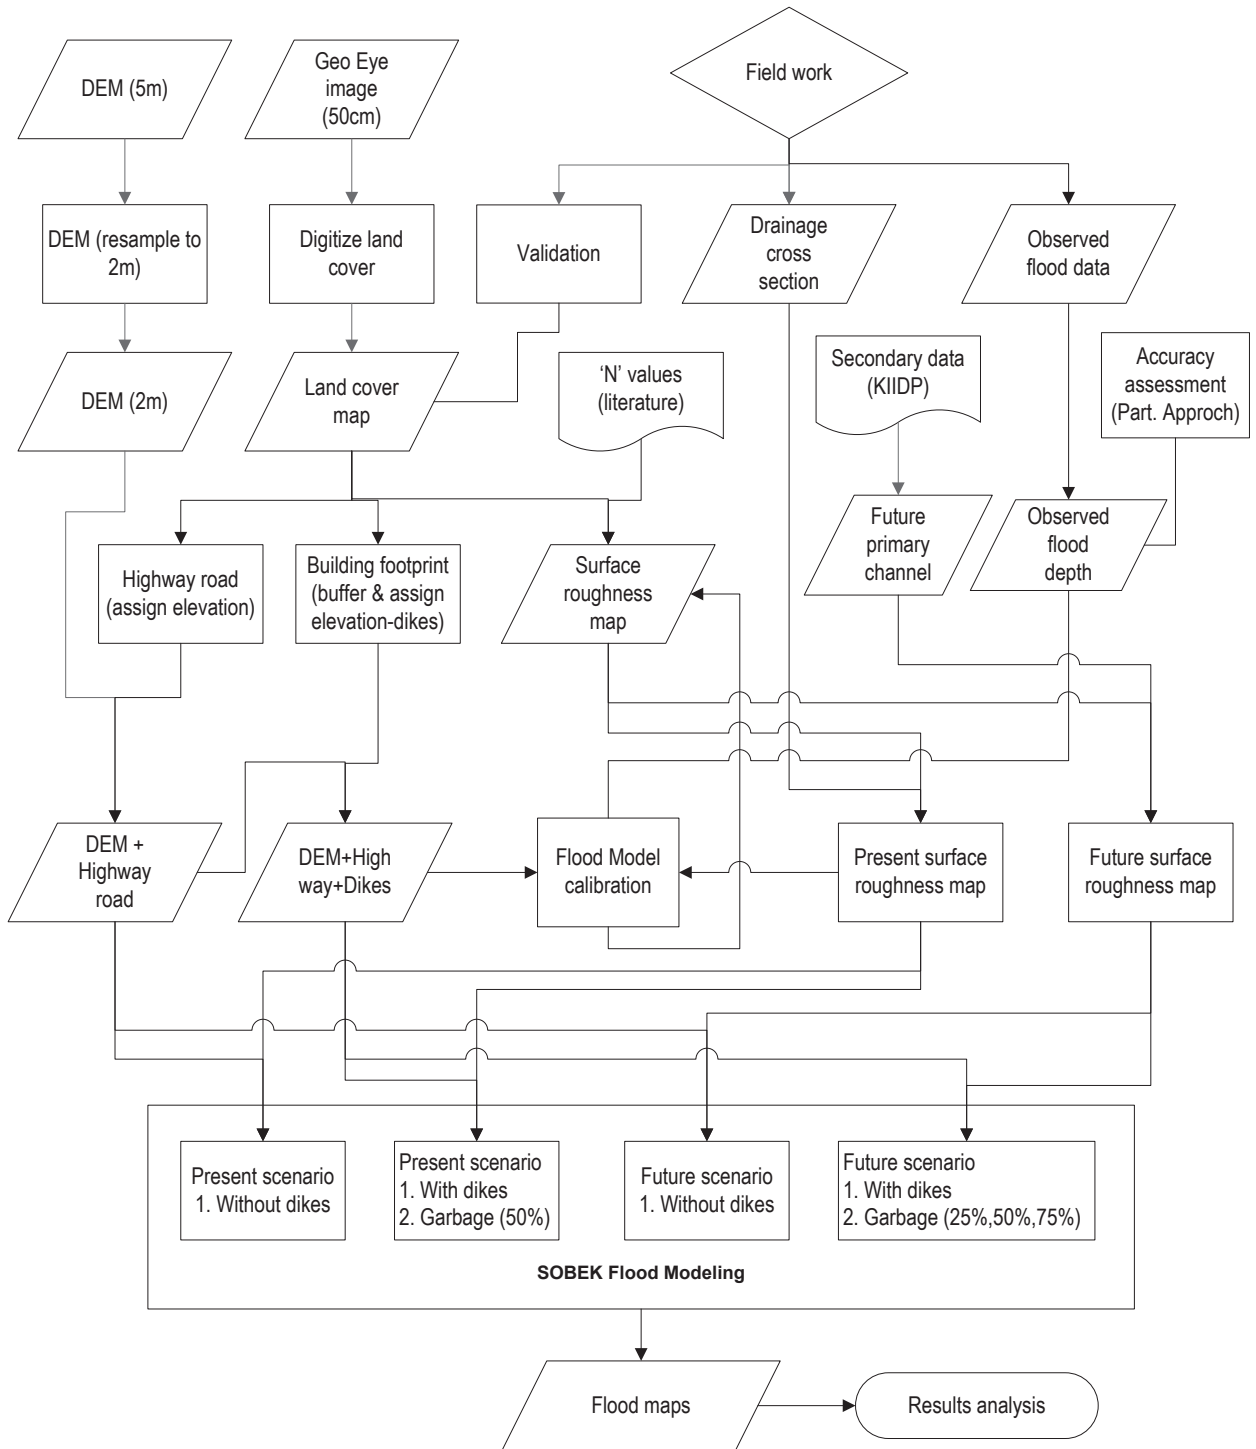 DEM (5m)
Geo Eye
image
(50cm)
Field work
DEM (resample to
2m)
Digitize land
cover
Validation
Drainage
cross
section
Observed
flood data
DEM (2m)
Land cover
map
‘N’ values
(literature)
Secondary data
(KIIDP)
Accuracy
assessment
(Part. Approch)
Highway road
(assign elevation)
Building footprint
(buffer & assign
elevation-dikes)
Surface
roughness
map
Future
primary
channel
Observed
flood
depth
DEM +
Highway
road
DEM+High
way+Dikes
Flood Model
calibration
Present surface
roughness map
Future surface
roughness map
Present scenario
1. Without dikes
Present scenario
1. With dikes
2. Garbage (50%)
Future scenario
1. Without dikes
Future scenario
1. With dikes
2. Garbage (25%,50%,75%)
SOBEK Flood Modeling
Flood maps
Results analysis